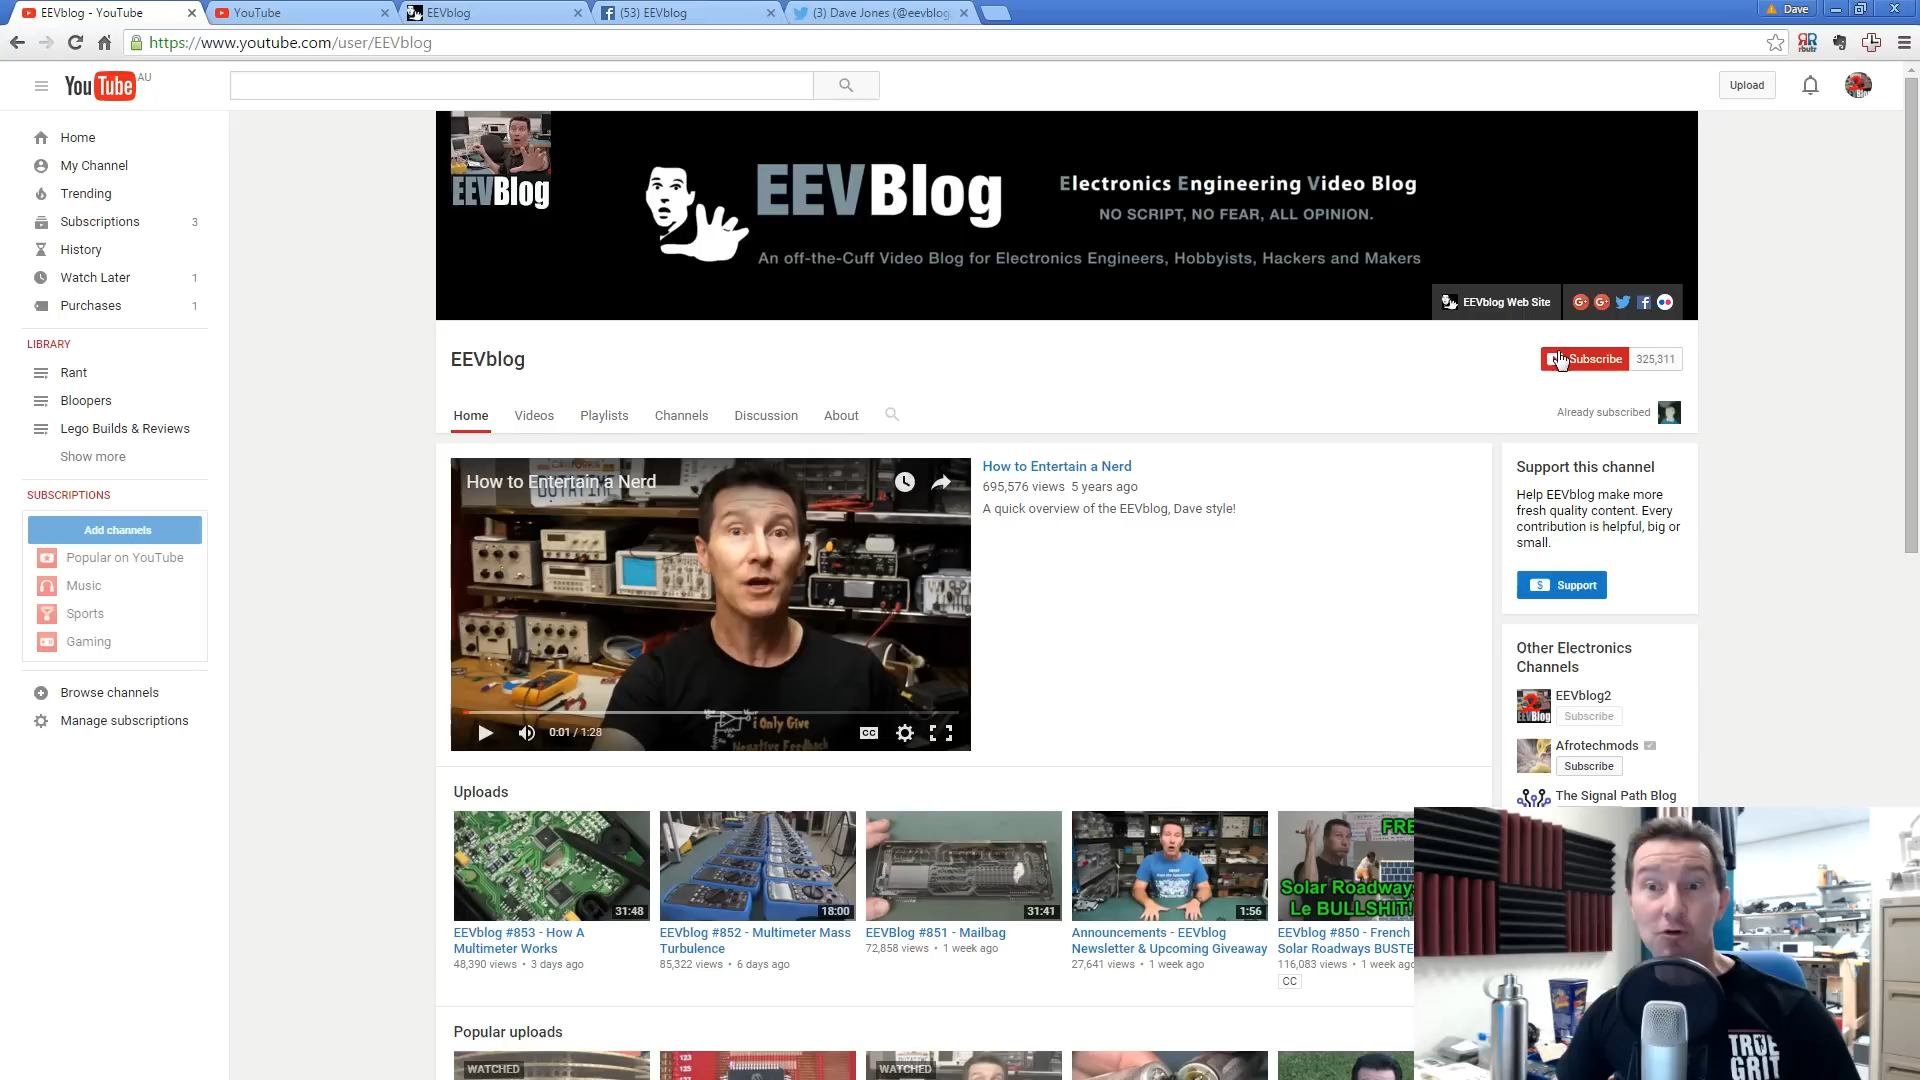 EEVblog - YouTube
YouTube
EEVblog
(53) EEVblog
(3) Dave Jones (@eevblog
Dave
https://www.youtube.com/user/EEVblog
rbutr
YouTube AU
Upload
Home
My Channel
Trending
Subscriptions 3
History
Watch Later 1
Purchases 1
LIBRARY
Rant
Bloopers
Lego Builds & Reviews
Show more
SUBSCRIPTIONS
Add channels
Popular on YouTube
Music
Sports
Gaming
Browse channels
Manage subscriptions
EEVBlog
EEVBlog
Electronics Engineering Video Blog
NO SCRIPT, NO FEAR, ALL OPINION.
An off-the-Cuff Video Blog for Electronics Engineers, Hobbyists, Hackers and Makers
EEVblog Web Site
EEVblog
Subscribe 325,311
Home Videos Playlists Channels Discussion About
Already subscribed
How to Entertain a Nerd
OUTATIME
i Only Give
Negative Feedback
0:01 / 1:28
CC
How to Entertain a Nerd
695,576 views 5 years ago
A quick overview of the EEVblog, Dave style!
Support this channel
Help EEVblog make more
fresh quality content. Every
contribution is helpful, big or
small.
$ Support
Other Electronics
Channels
EEVblog2
Subscribe
Afrotechmods
Subscribe
The Signal Path Blog
Uploads
31:48
EEVblog #853 - How A
Multimeter Works
48,390 views • 3 days ago
18:00
EEVblog #852 - Multimeter Mass
Turbulence
85,322 views • 6 days ago
31:41
EEVBlog #851 - Mailbag
72,858 views • 1 week ago
1:56
Announcements - EEVblog
Newsletter & Upcoming Giveaway
27,641 views • 1 week ago
FRE
Solar Roadways
Le BULLSHIT!
EEVblog #850 - French
Solar Roadways BUSTE
116,083 views • 1 week ago
CC
Popular uploads
WATCHED
WATCHED
TRUE
GRIT